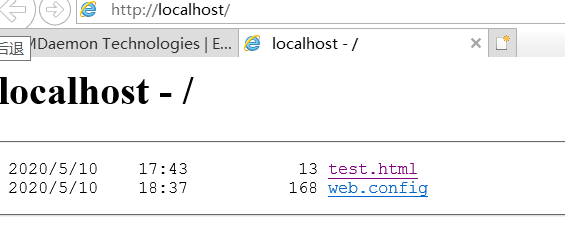 http://localhost/
后退
MDaemon Technologies | E...
localhost - /
localhost - /
2020/5/10 17:43 13 test.html
2020/5/10 18:37 168 web.config